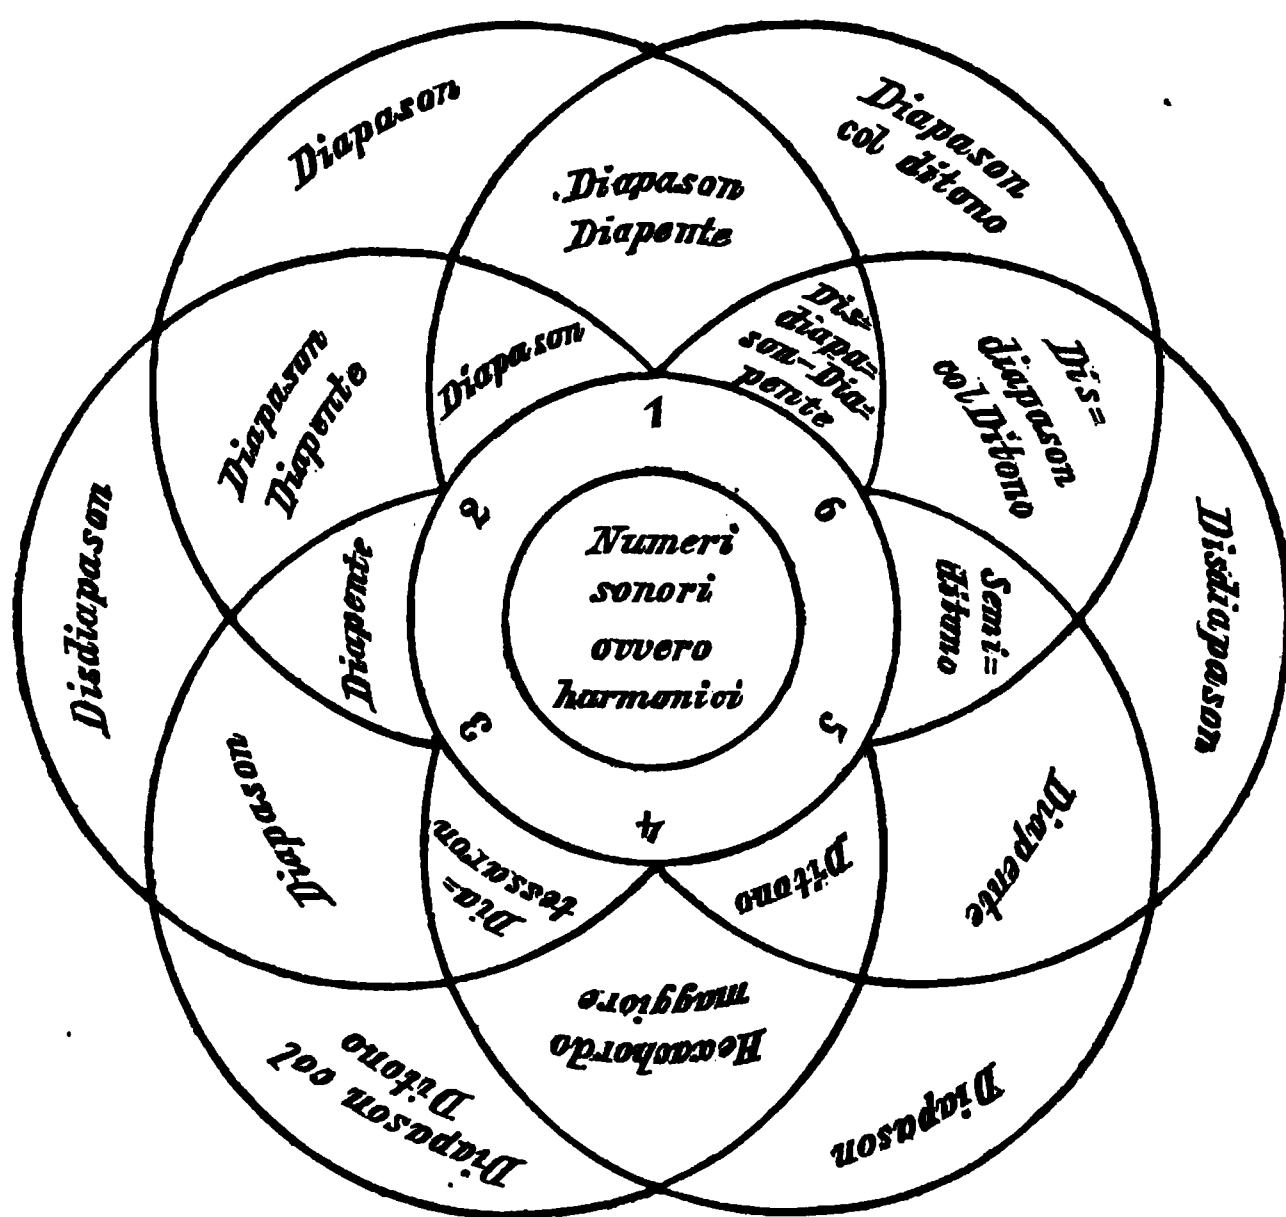 Diapason
Diapason
col ditono
Diapason
Diapente
Dis=
diapa=
son-Dia=
pente
Diapason
Dis=
diapason
col Ditono
Diapason
Diapente
1
2
6
Numeri
sonori
ovvero
harmonici
Diapente
Semi=
ditono
Disdiapason
Disdiapason
3
5
4
Diapason
Dia=
tessaron
Ditono
Diapente
Hexachordo
maggiore
Diapason col
Ditono
Diapason